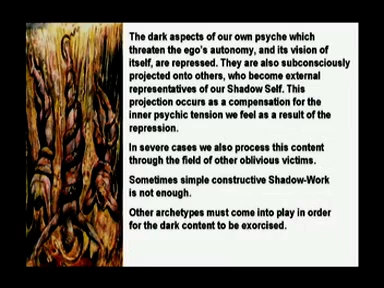 The dark aspects of our own psyche which
threaten the ego's autonomy, and its vision of
itself, are repressed. They are also subconsciously
projected onto others, who become external
representatives of our Shadow Self. This
projection occurs as a compensation for the
inner psychic tension we feel as a result of the
repression.
In severe cases we also process this content
through the field of other oblivious victims.
Sometimes simple constructive Shadow-Work
is not enough.
Other archetypes must come into play in order
for the dark content to be exorcised.